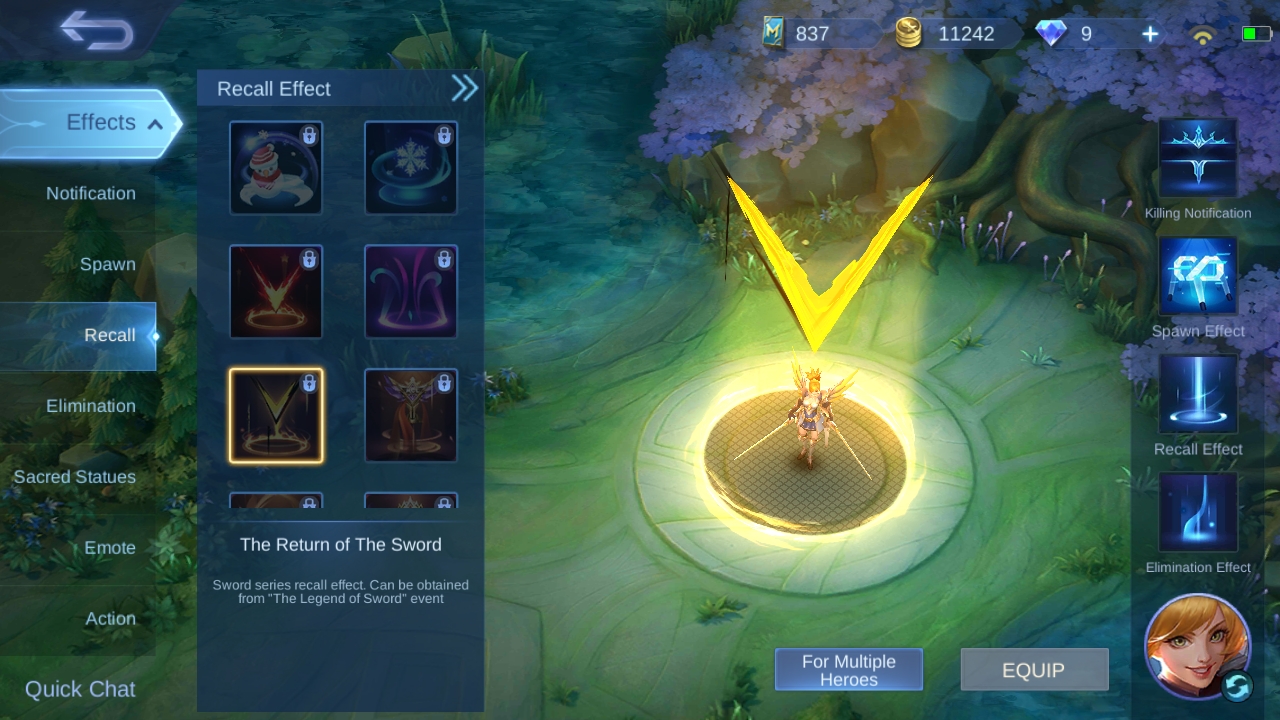 837
11242
9
Recall Effect
Effects
Notification
Spawn
Recall
Elimination
Sacred Statues
Emote
Action
Quick Chat
The Return of The Sword
Sword series recall effect. Can be obtained
from "The Legend of Sword" event
For Multiple
Heroes
EQUIP
Killing Notification
Spawn Effect
Recall Effect
Elimination Effect